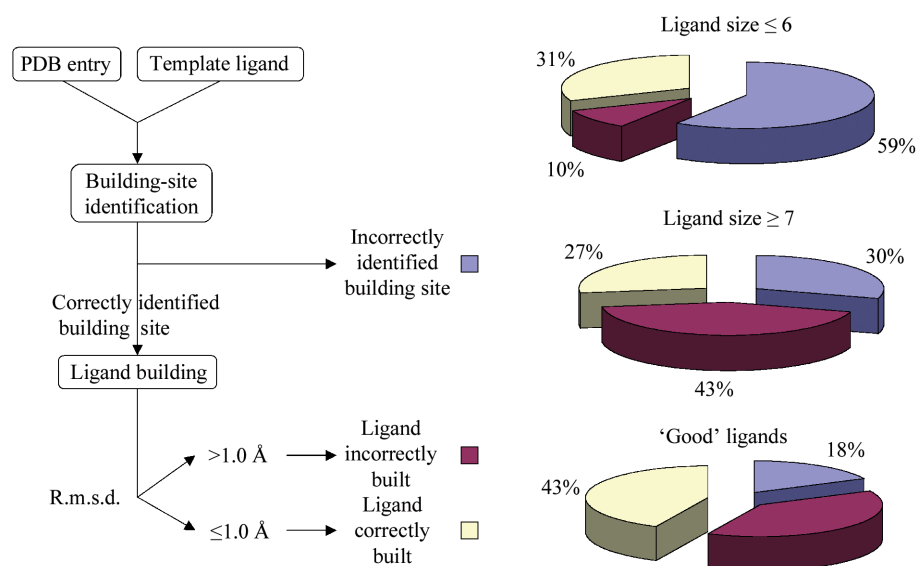 PDB entry
Template ligand
Building-site
identification
Incorrectly
identified
building site
Correctly identified
building site
Ligand building
R.m.s.d.
>1.0 Å
Ligand
incorrectly
built
≤1.0 Å
Ligand
correctly
built
Ligand size ≤ 6
31%
59%
10%
Ligand size ≥ 7
27%
30%
43%
‘Good’ ligands
18%
43%